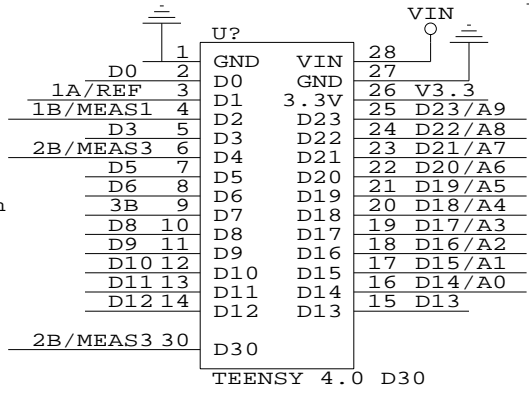 VIN
U?
1 GND VIN 28
D0 2 D0 GND 27
1A/REF 3 D1 3.3V 26 V3.3
1B/MEAS1 4 D2 D23 25 D23/A9
D3 5 D3 D22 24 D22/A8
2B/MEAS3 6 D4 D21 23 D21/A7
D5 7 D5 D20 22 D20/A6
D6 8 D6 D19 21 D19/A5
3B 9 D7 D18 20 D18/A4
D8 10 D8 D17 19 D17/A3
D9 11 D9 D16 18 D16/A2
D10 12 D10 D15 17 D15/A1
D11 13 D11 D14 16 D14/A0
D12 14 D12 D13 15 D13
2B/MEAS3 30 D30
TEENSY 4.0 D30